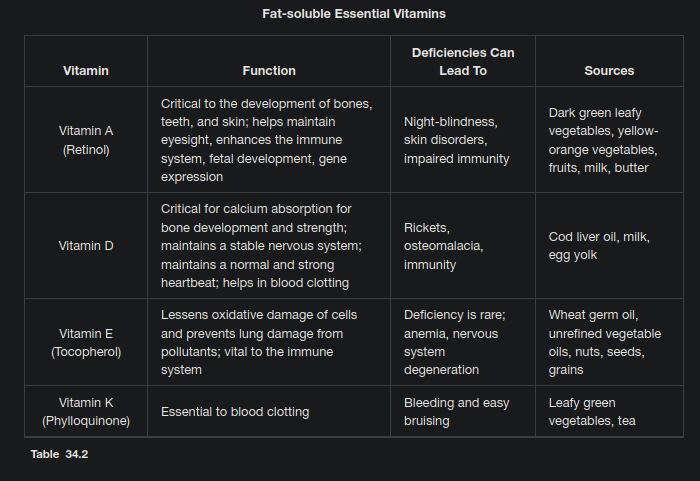 Fat-soluble Essential Vitamins
Vitamin
Function
Deficiencies Can
Lead To
Sources
Vitamin A
(Retinol)
Critical to the development of bones,
teeth, and skin; helps maintain
eyesight, enhances the immune
system, fetal development, gene
expression
Night-blindness,
skin disorders,
impaired immunity
Dark green leafy
vegetables, yellow-
orange vegetables,
fruits, milk, butter
Vitamin D
Critical for calcium absorption for
bone development and strength;
maintains a stable nervous system;
maintains a normal and strong
heartbeat; helps in blood clotting
Rickets,
osteomalacia,
immunity
Cod liver oil, milk,
egg yolk
Vitamin E
(Tocopherol)
Lessens oxidative damage of cells
and prevents lung damage from
pollutants; vital to the immune
system
Deficiency is rare;
anemia, nervous
system
degeneration
Wheat germ oil,
unrefined vegetable
oils, nuts, seeds,
grains
Vitamin K
(Phylloquinone)
Essential to blood clotting
Bleeding and easy
bruising
Leafy green
vegetables, tea
Table 34.2